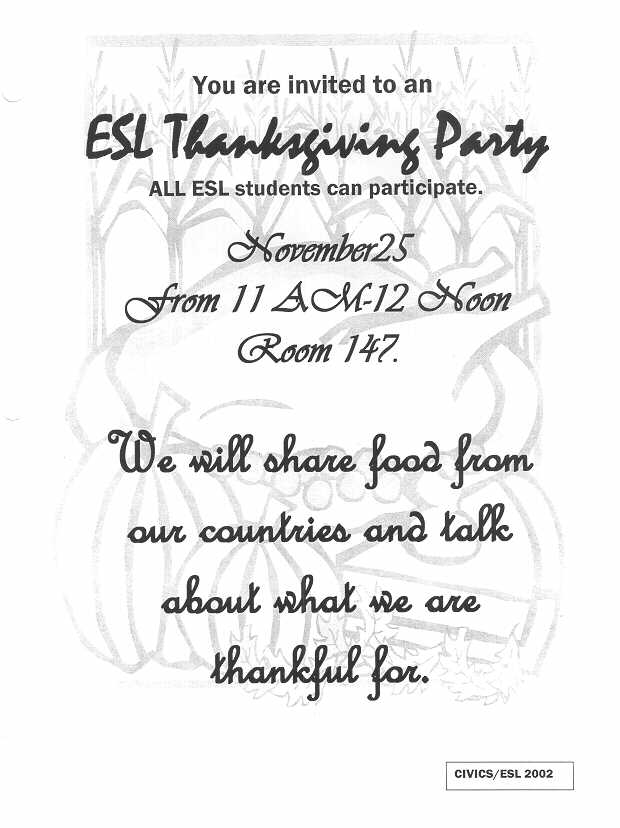 You are invited to an
ESL Thanksgiving Party
ALL ESL students can participate.
November25
From 11 AM-12 Noon
Room 147.
We will share food from
our countries and talk
about what we are
thankful for.
CIVICS/ESL 2002